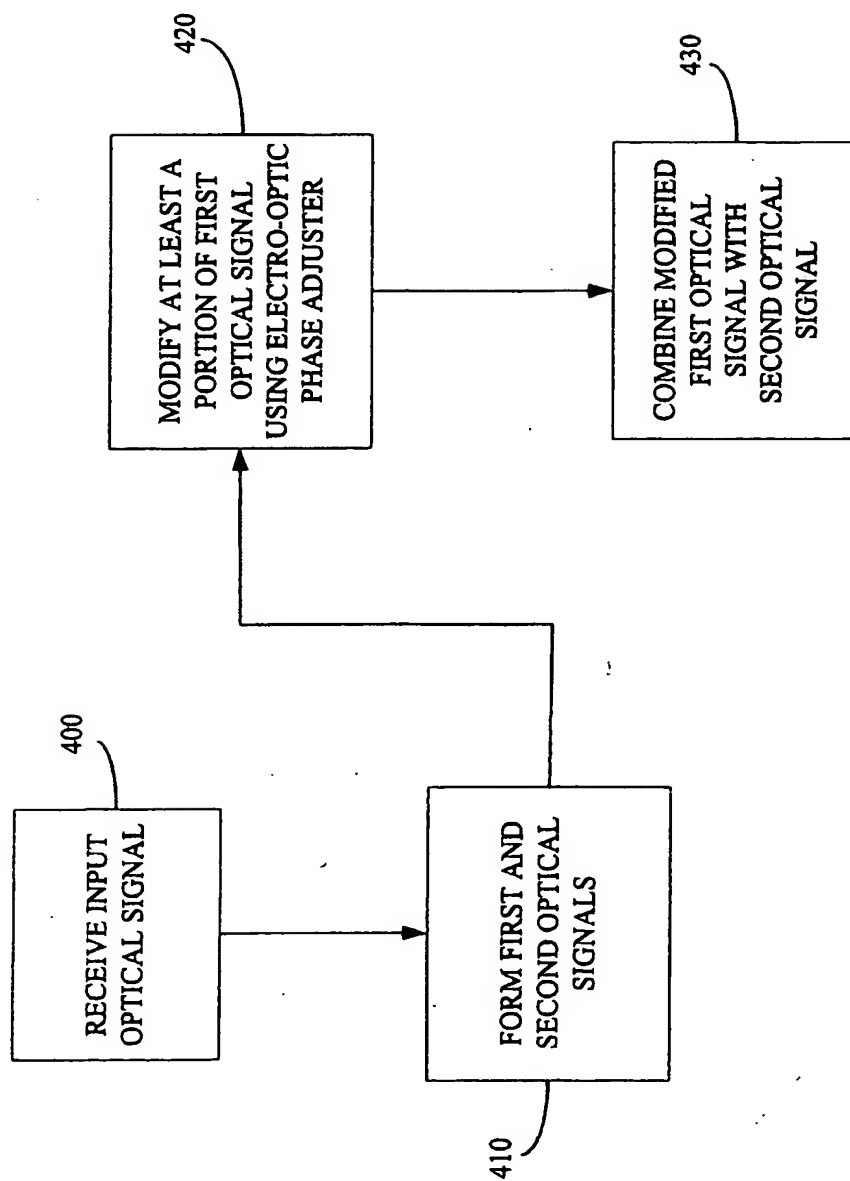 400
RECEIVE INPUT
OPTICAL SIGNAL
410
FORM FIRST AND
SECOND OPTICAL
SIGNALS
420
MODIFY AT LEAST A
PORTION OF FIRST
OPTICAL SIGNAL
USING ELECTRO-OPTIC
PHASE ADJUSTER
430
COMBINE MODIFIED
FIRST OPTICAL
SIGNAL WITH
SECOND OPTICAL
SIGNAL